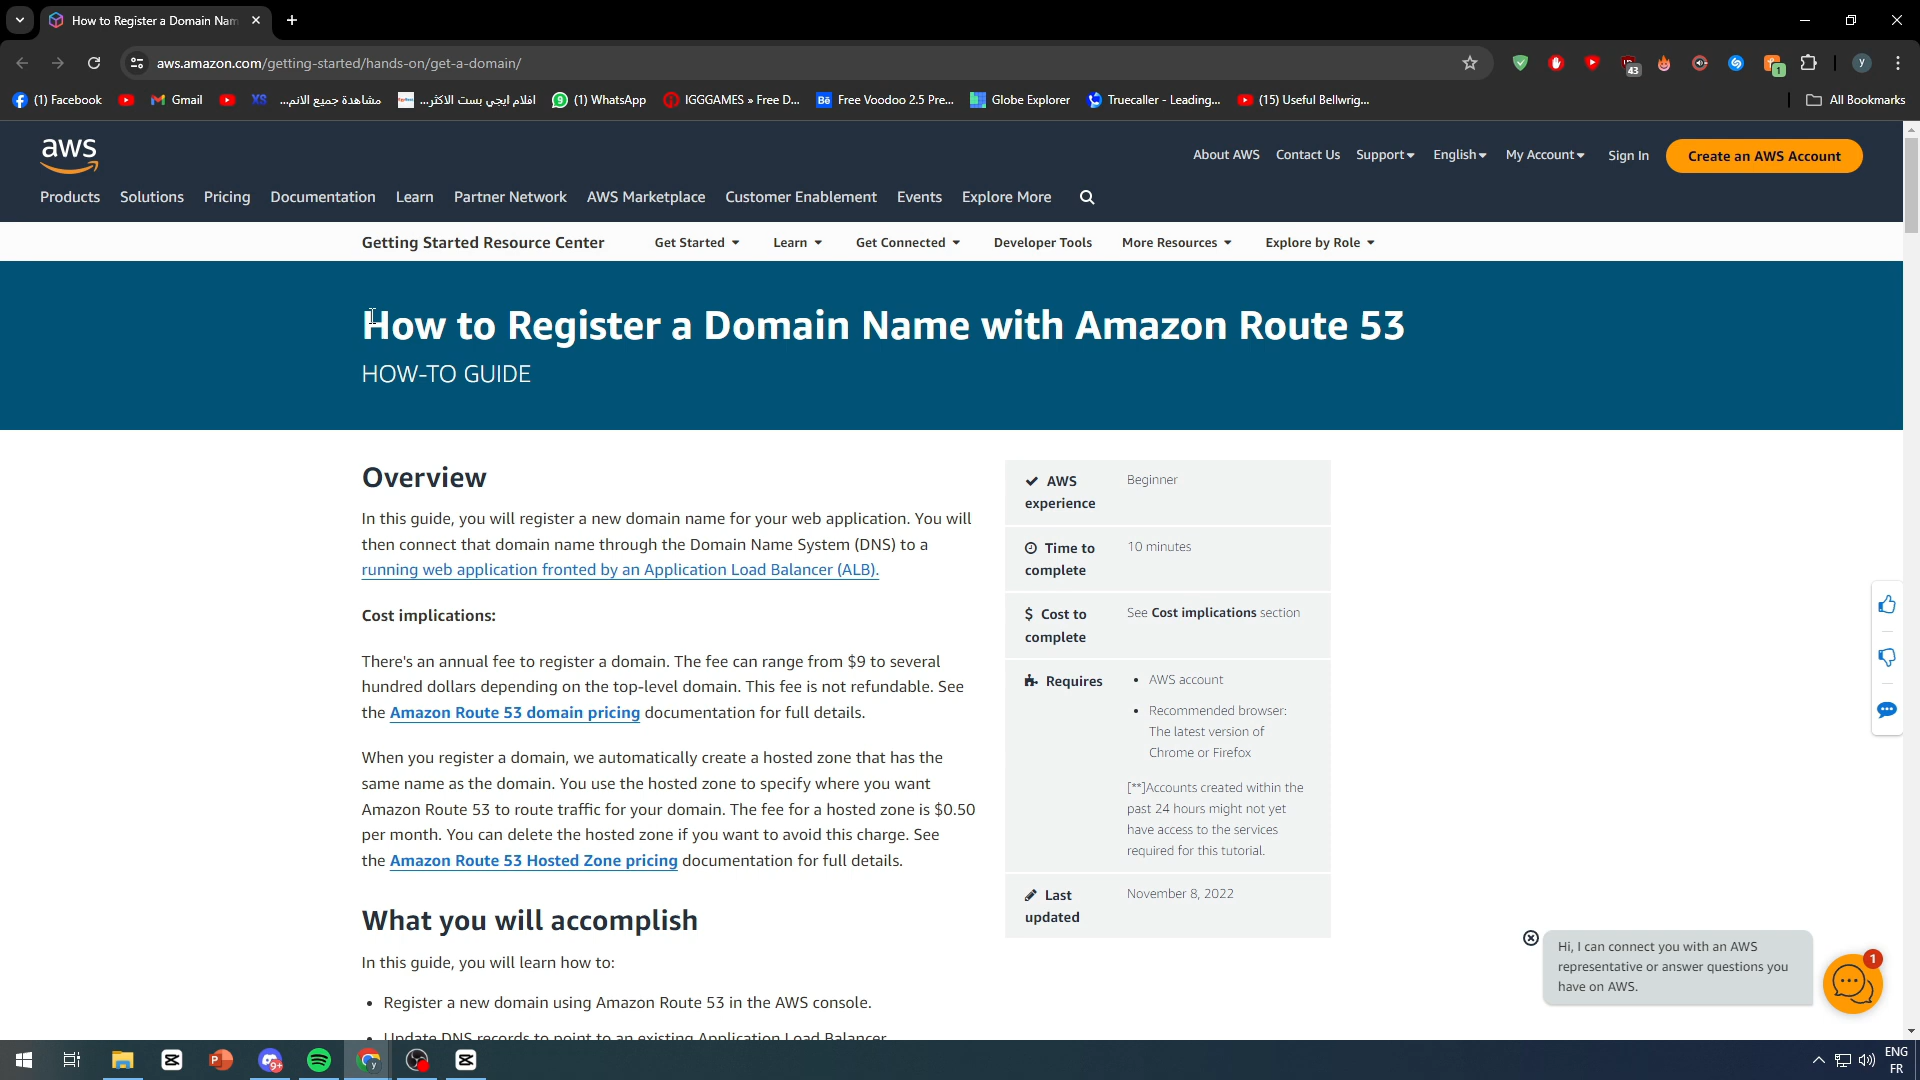 How to Register a Domain Nam
aws.amazon.com/getting-started/hands-on/get-a-domain/
43
1
y
(1) Facebook
Gmail
XS
مشاهدة جميع الانم...
افلام ايجي بست الاكثر...
(1) WhatsApp
IGGGAMES » Free D...
Bē
Free Voodoo 2.5 Pre...
Globe Explorer
Truecaller - Leading...
(15) Useful Bellwrig...
All Bookmarks
aws
About AWS
Contact Us
Support
English
My Account
Sign In
Create an AWS Account
Products
Solutions
Pricing
Documentation
Learn
Partner Network
AWS Marketplace
Customer Enablement
Events
Explore More
Getting Started Resource Center
Get Started
Learn
Get Connected
Developer Tools
More Resources
Explore by Role
How to Register a Domain Name with Amazon Route 53
HOW-TO GUIDE
Overview
In this guide, you will register a new domain name for your web application. You will
then connect that domain name through the Domain Name System (DNS) to a
running web application fronted by an Application Load Balancer (ALB).
Cost implications:
There's an annual fee to register a domain. The fee can range from $9 to several
hundred dollars depending on the top-level domain. This fee is not refundable. See
the Amazon Route 53 domain pricing documentation for full details.
When you register a domain, we automatically create a hosted zone that has the
same name as the domain. You use the hosted zone to specify where you want
Amazon Route 53 to route traffic for your domain. The fee for a hosted zone is $0.50
per month. You can delete the hosted zone if you want to avoid this charge. See
the Amazon Route 53 Hosted Zone pricing documentation for full details.
What you will accomplish
In this guide, you will learn how to:
• Register a new domain using Amazon Route 53 in the AWS console.
• Update DNS records to point to an existing Application Load Balancer
AWS
experience
Beginner
Time to
complete
10 minutes
$ Cost to
complete
See Cost implications section
Requires
• AWS account
• Recommended browser:
The latest version of
Chrome or Firefox
[**]Accounts created within the
past 24 hours might not yet
have access to the services
required for this tutorial.
Last
updated
November 8, 2022
Hi, I can connect you with an AWS
representative or answer questions you
have on AWS.
1
P
9+
y
ENG
FR